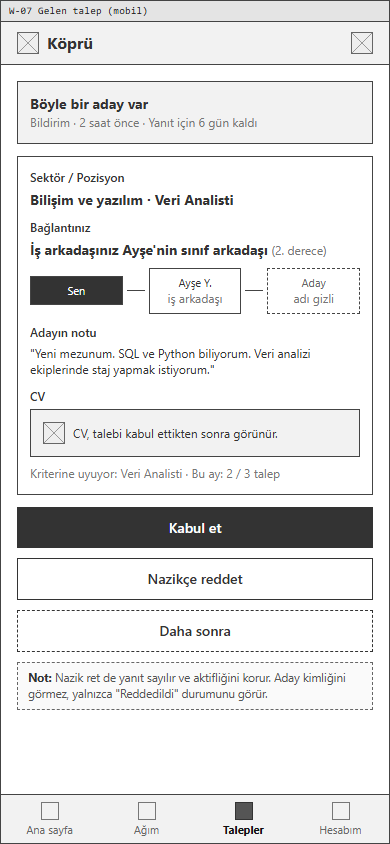 W-07 Gelen talep (mobil)
Köprü
Böyle bir aday var
Bildirim · 2 saat önce · Yanıt için 6 gün kaldı
Sektör / Pozisyon
Bilişim ve yazılım · Veri Analisti
Bağlantınız
İş arkadaşınız Ayşe'nin sınıf arkadaşı (2. derece)
Sen
Ayşe Y.
iş arkadaşı
Aday
adı gizli
Adayın notu
"Yeni mezunum. SQL ve Python biliyorum. Veri analizi
ekiplerinde staj yapmak istiyorum."
CV
CV, talebi kabul ettikten sonra görünür.
Kriterine uyuyor: Veri Analisti · Bu ay: 2 / 3 talep
Kabul et
Nazikçe reddet
Daha sonra
Not: Nazik ret de yanıt sayılır ve aktifliğini korur. Aday kimliğini
görmez, yalnızca "Reddedildi" durumunu görür.
Ana sayfa
Ağım
Talepler
Hesabım